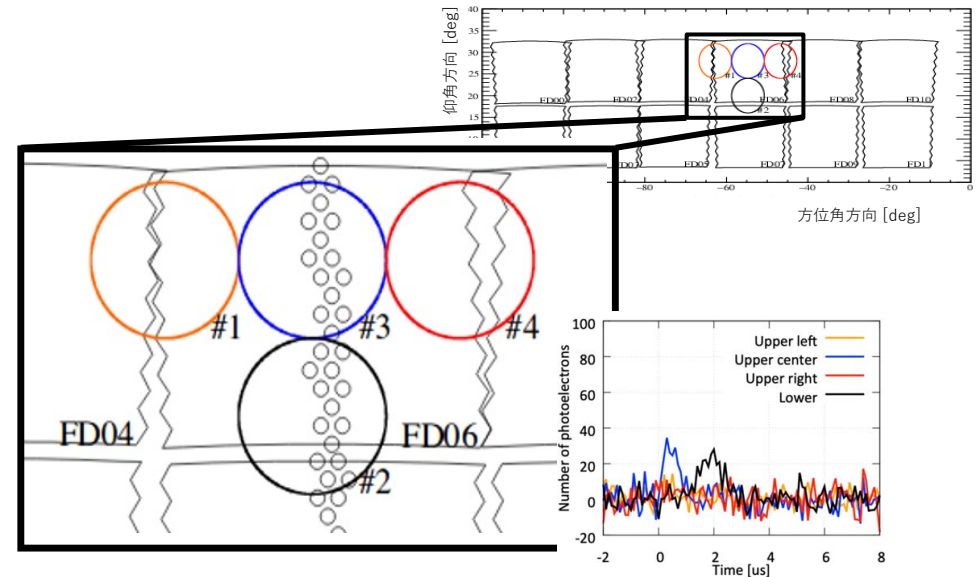 40
35
30
25
20
15
10
仰角方向 [deg]
#1
#3
#4
#2
FD00
FD02
FD04
FD06
FD08
FD10
FD05
FD07
FD09
FD11
-80
-60
-40
-20
0
方位角方向 [deg]
#1
#3
#4
FD04
FD06
#2
100
80
60
40
20
0
-20
Number of photoelectrons
Upper left
Upper center
Upper right
Lower
-2
0
2
4
6
8
Time [us]